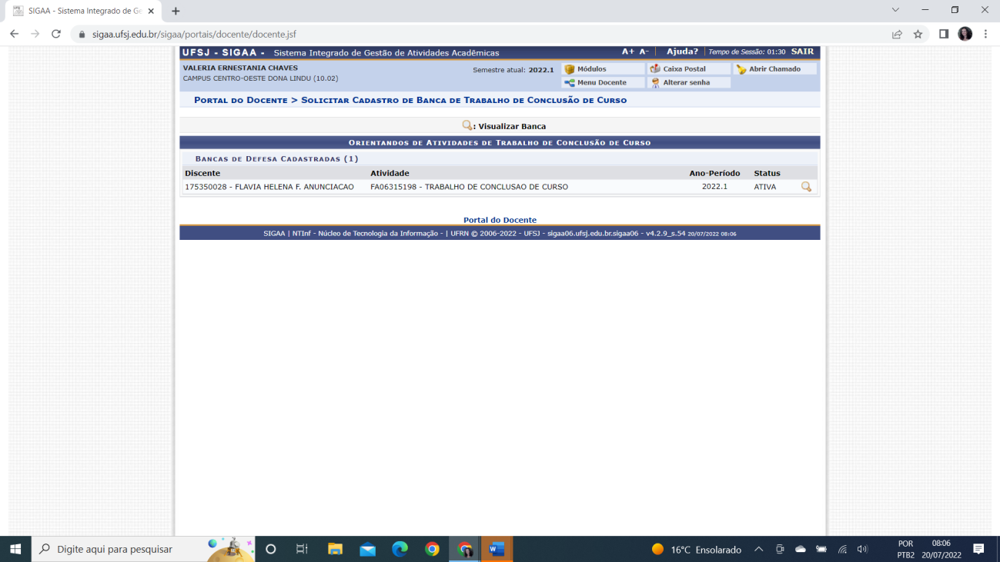 SIGAA - Sistema Integrado de Ge
sigaa.ufsj.edu.br/sigaa/portais/docente/docente.jsf
UFSJ - SIGAA - Sistema Integrado de Gestão de Atividades Acadêmicas A+ A- Ajuda? Tempo de Sessão: 01:30 SAIR
VALERIA ERNESTANIA CHAVES Semestre atual: 2022.1 Módulos Caixa Postal Abrir Chamado
CAMPUS CENTRO-OESTE DONA LINDU (10.02) Menu Docente Alterar senha
Portal do Docente > Solicitar Cadastro de Banca de Trabalho de Conclusão de Curso
: Visualizar Banca
Orientandos de Atividades de Trabalho de Conclusão de Curso
Bancas de Defesa Cadastradas (1)
Discente Atividade Ano-Período Status
175350028 - FLAVIA HELENA F. ANUNCIACAO FA06315198 - TRABALHO DE CONCLUSAO DE CURSO 2022.1 ATIVA
Portal do Docente
SIGAA | NTInf - Núcleo de Tecnologia da Informação - | UFRN © 2006-2022 - UFSJ - sigaa06.ufsj.edu.br.sigaa06 - v4.2.9_s.54 20/07/2022 08:06
Digite aqui para pesquisar 16°C Ensolarado POR 08:06
PTB2 20/07/2022